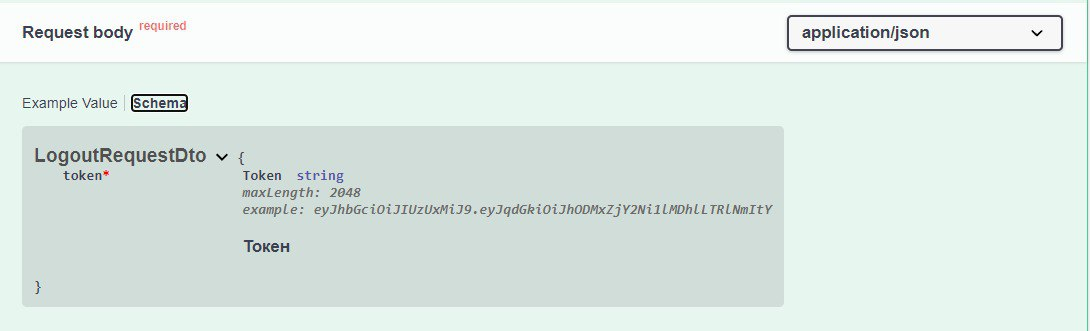 Request body required
application/json
Example Value Schema
LogoutRequestDto {
token* Token string
maxLength: 2048
example: eyJhbGciOiJIUzUxMiJ9.eyJqdGkiOiJhODMxZjY2Ni1lMDhlLTRlNmItY
Токен
}